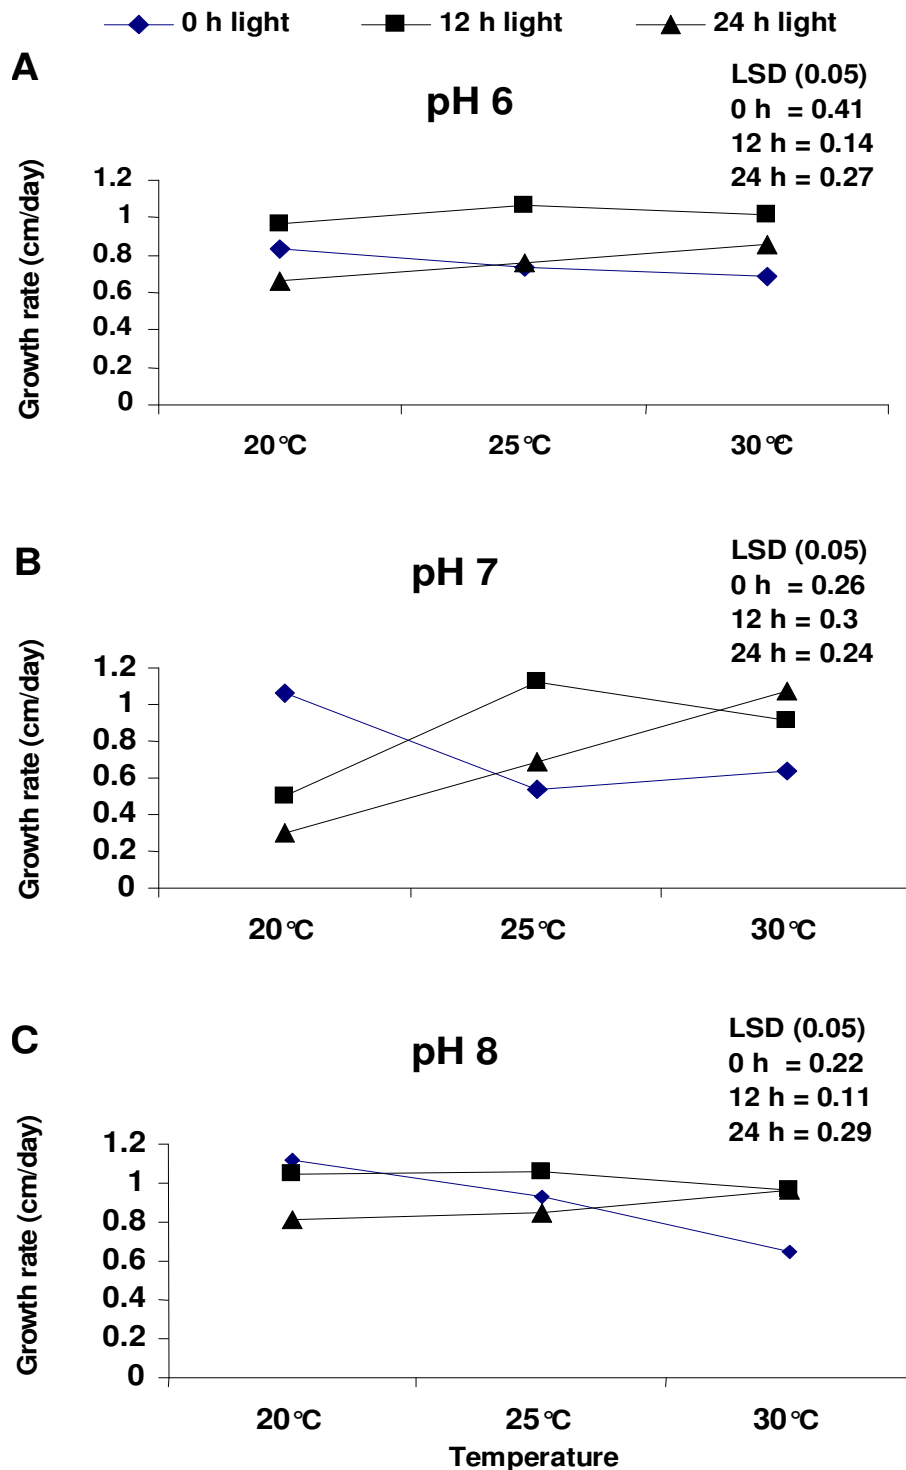 0 h light 12 h light 24 h light
A
pH 6
LSD (0.05)
0 h = 0.41
12 h = 0.14
24 h = 0.27
Growth rate (cm/day)
1.2
1
0.8
0.6
0.4
0.2
0
20°C 25°C 30°C
B
pH 7
LSD (0.05)
0 h = 0.26
12 h = 0.3
24 h = 0.24
Growth rate (cm/day)
1.2
1
0.8
0.6
0.4
0.2
0
20°C 25°C 30°C
C
pH 8
LSD (0.05)
0 h = 0.22
12 h = 0.11
24 h = 0.29
Growth rate (cm/day)
1.2
1
0.8
0.6
0.4
0.2
0
20°C 25°C 30°C
Temperature